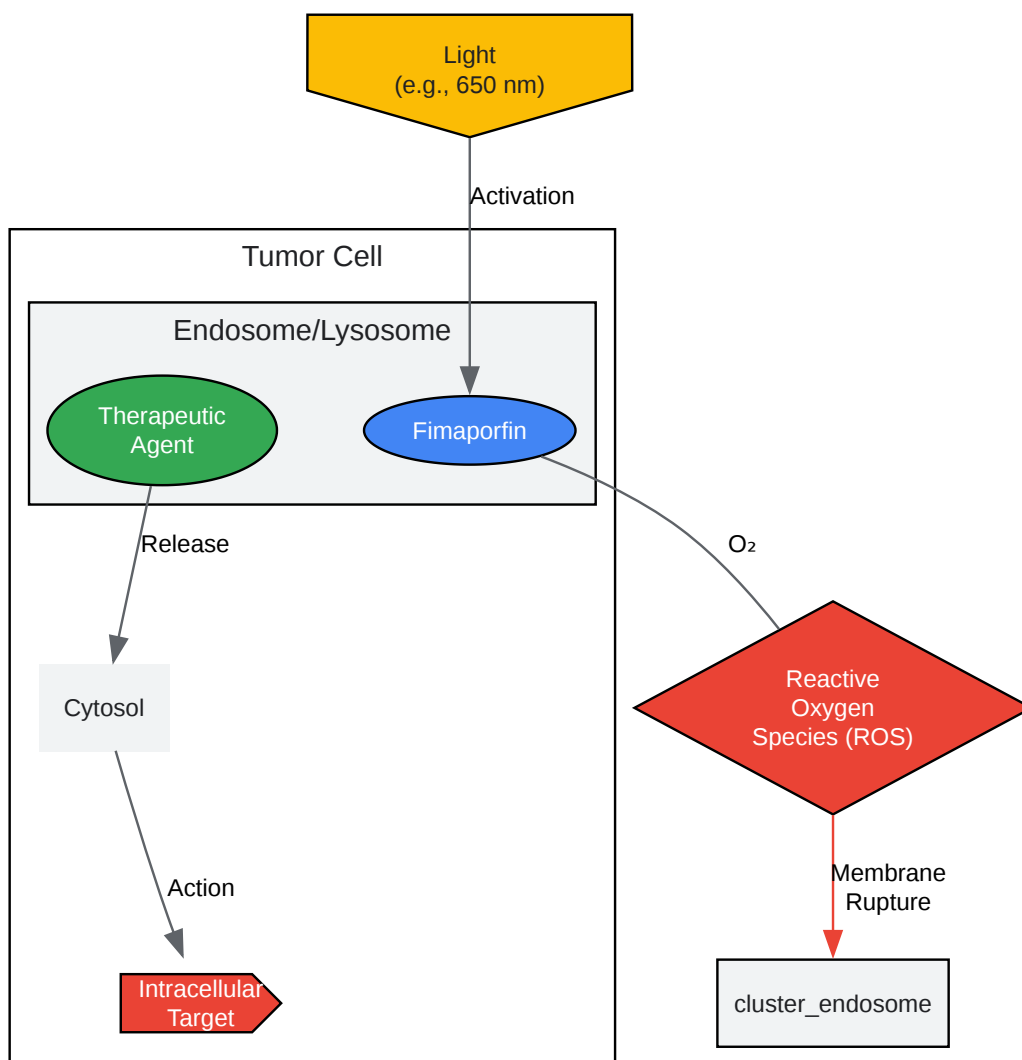 Light
(e.g., 650 nm)
Activation
Tumor Cell
Endosome/Lysosome
Therapeutic
Agent
Fimaporfin
Release
O₂
Cytosol
Reactive
Oxygen
Species (ROS)
Action
Membrane
Rupture
Intracellular
Target
cluster_endosome